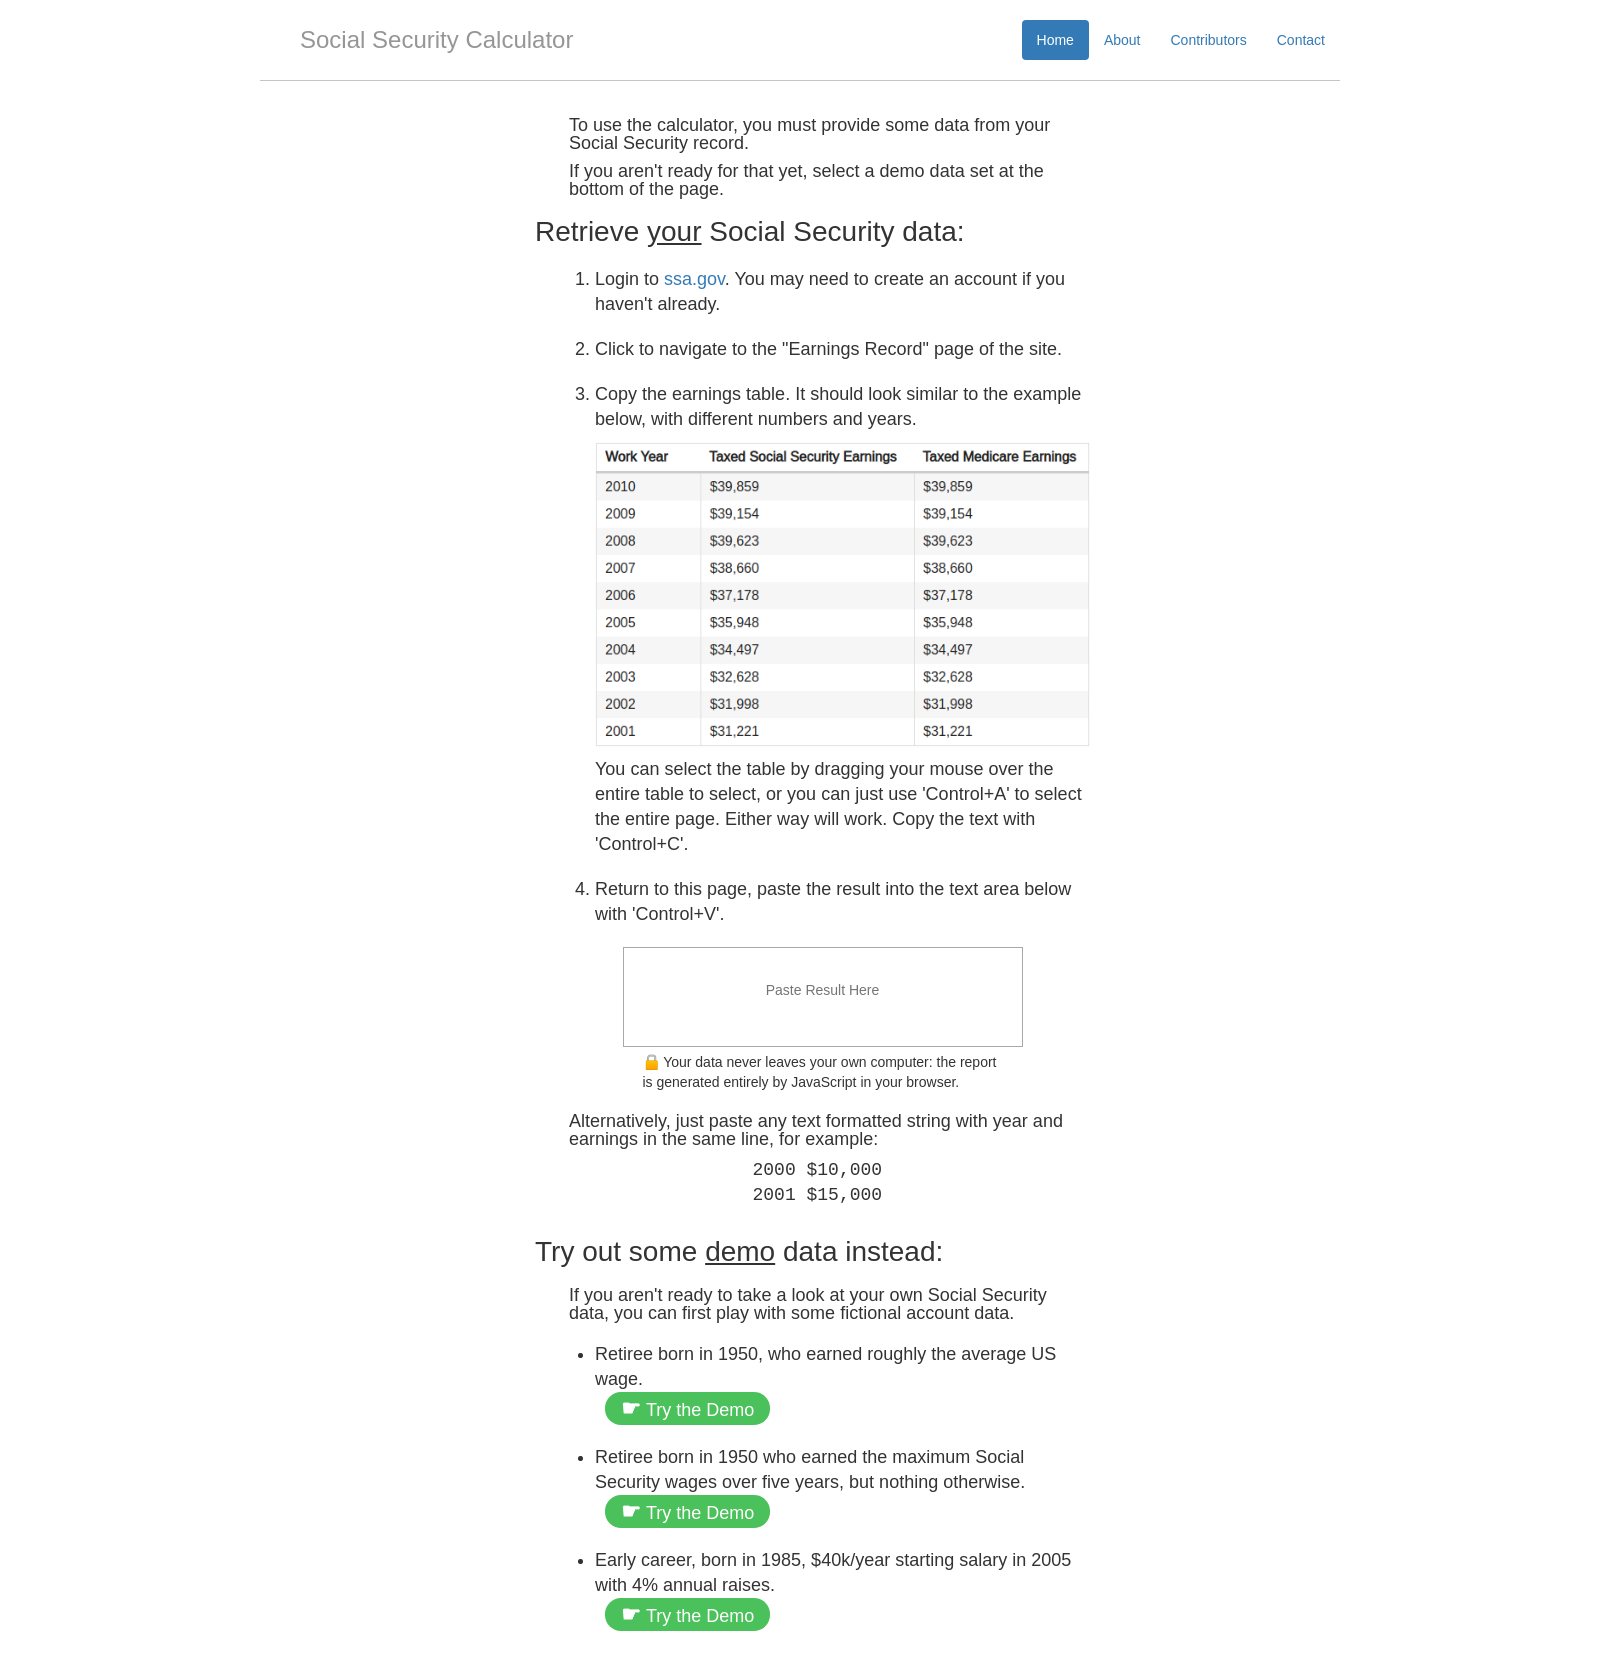 Social Security Calculator
Home About Contributors Contact
To use the calculator, you must provide some data from your
Social Security record.
If you aren't ready for that yet, select a demo data set at the
bottom of the page.
Retrieve your Social Security data:
1. Login to ssa.gov. You may need to create an account if you
haven't already.
2. Click to navigate to the "Earnings Record" page of the site.
3. Copy the earnings table. It should look similar to the example
below, with different numbers and years.
Work Year Taxed Social Security Earnings Taxed Medicare Earnings
2010 $39,859 $39,859
2009 $39,154 $39,154
2008 $39,623 $39,623
2007 $38,660 $38,660
2006 $37,178 $37,178
2005 $35,948 $35,948
2004 $34,497 $34,497
2003 $32,628 $32,628
2002 $31,998 $31,998
2001 $31,221 $31,221
You can select the table by dragging your mouse over the
entire table to select, or you can just use 'Control+A' to select
the entire page. Either way will work. Copy the text with
'Control+C'.
4. Return to this page, paste the result into the text area below
with 'Control+V'.
Paste Result Here
🔒 Your data never leaves your own computer: the report
is generated entirely by JavaScript in your browser.
Alternatively, just paste any text formatted string with year and
earnings in the same line, for example:
2000 $10,000
2001 $15,000
Try out some demo data instead:
If you aren't ready to take a look at your own Social Security
data, you can first play with some fictional account data.
• Retiree born in 1950, who earned roughly the average US
wage.
☛ Try the Demo
• Retiree born in 1950 who earned the maximum Social
Security wages over five years, but nothing otherwise.
☛ Try the Demo
• Early career, born in 1985, $40k/year starting salary in 2005
with 4% annual raises.
☛ Try the Demo